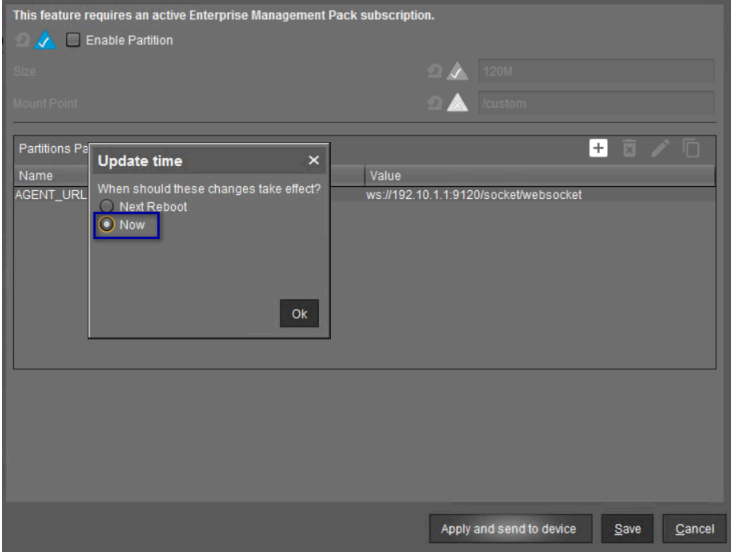 This feature requires an active Enterprise Management Pack subscription.
Enable Partition
Size 120M
Mount Point /custom
Partitions Pa
Update time
Name Value
When should these changes take effect?
AGENT_URL ws://192.10.1.1:9120/socket/websocket
Next Reboot
Now
Ok
Apply and send to device Save Cancel